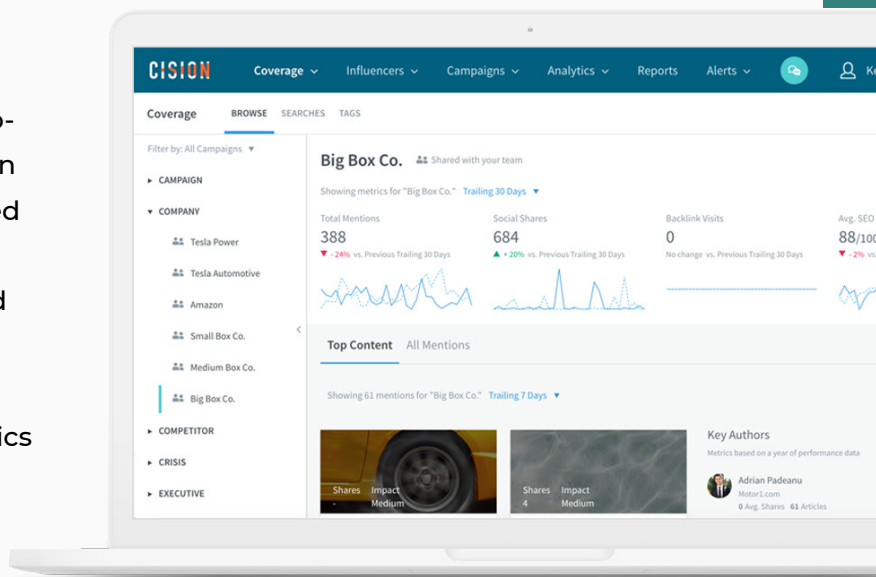 o-
n
ed
d
ics
CISION
Coverage
Influencers
Campaigns
Analytics
Reports
Alerts
Ke
Coverage
BROWSE
SEARCHES
TAGS
Filter by: All Campaigns
CAMPAIGN
COMPANY
Tesla Power
Tesla Automotive
Amazon
Small Box Co.
Medium Box Co.
Big Box Co.
COMPETITOR
CRISIS
EXECUTIVE
Big Box Co.
Shared with your team
Showing metrics for "Big Box Co." Trailing 30 Days
Total Mentions
388
- 24% vs. Previous Trailing 30 Days
Social Shares
684
+ 20% vs. Previous Trailing 30 Days
Backlink Visits
0
No change vs. Previous Trailing 30 Days
Avg. SEO
88/100
- 2% vs.
Top Content
All Mentions
Showing 61 mentions for "Big Box Co." Trailing 7 Days
Shares Impact
- Medium
Shares Impact
4 Medium
Key Authors
Metrics based on a year of performance data
Adrian Padeanu
Motor1.com
0 Avg. Shares 61 Articles